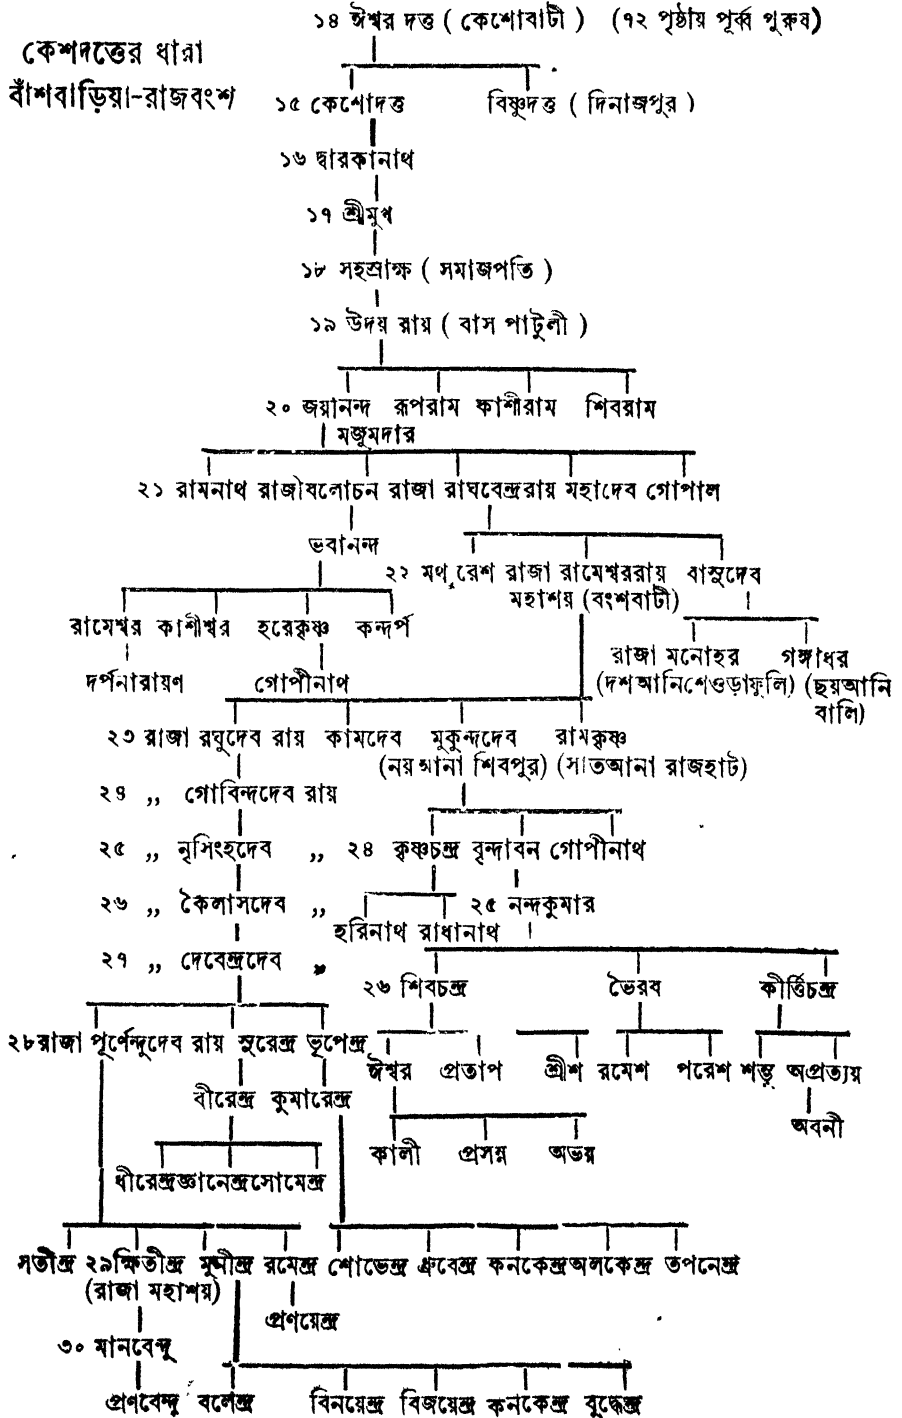 ১৪ ঈশ্বর দত্ত ( কেশোবাটী ) (৭২ পৃষ্ঠায় পূর্ব্ব পুরুষ)
কেশদত্তের ধারা
বাঁশবাড়িয়া-রাজবংশ
১৫ কেশোদত্ত বিষ্ণুদত্ত ( দিনাজপুর )
১৬ দ্বারকানাথ
১৭ শ্রীমুখ
১৮ সহস্রাক্ষ ( সমাজপতি )
১৯ উদয় রায় ( বাস পাটুলী )
২০ জয়ানন্দ রূপরাম কাশীরাম শিবরাম
মজুমদার
২১ রামনাথ রাজীবলোচন রাজা রাঘবেন্দ্ররায় মহাদেব গোপাল
ভবানন্দ
২২ মথুরেশ রাজা রামেশ্বররায় বাসুদেব
মহাশয় (বংশবাটী)
রামেশ্বর কাশীশ্বর হরেকৃষ্ণ কন্দর্প
রাজা মনোহর গঙ্গাধর
দর্পনারায়ণ গোপীনাথ (দশআনিশেওড়াফুলি) (ছয়আনি
বালি)
২৩ রাজা রঘুদেব রায় কামদেব মুকুন্দদেব রামকৃষ্ণ
(নয়আনা শিবপুর) (সাতআনা রাজহাট)
২৪ ,, গোবিন্দদেব রায়
২৫ ,, নৃসিংহদেব ,, ২৪ কৃষ্ণচন্দ্র বৃন্দাবন গোপীনাথ
২৬ ,, কৈলাসদেব ,, ২৫ নন্দকুমার
হরিনাথ রাধানাথ
২৭ ,, দেবেন্দ্রদেব ,,
২৬ শিবচন্দ্র ভৈরব কীর্ত্তিচন্দ্র
২৮রাজা পূর্ণেন্দুদেব রায় সুরেন্দ্র ভূপেন্দ্র
ঈশ্বর প্রতাপ শ্রীশ রমেশ পরেশ শম্ভু অপ্রত্যয়
বীরেন্দ্র কুমারেন্দ্র
অবনী
কালী প্রসন্ন অভয়
ধীরেন্দ্রজ্ঞানেন্দ্রসোমেন্দ্র
সতীন্দ্র ২৯ক্ষিতীন্দ্র মুনীন্দ্র রমেন্দ্র শোভেন্দ্র ধ্রুবেন্দ্র কনকেন্দ্রঅলকেন্দ্র তপনেন্দ্র
(রাজা মহাশয়)
প্রণয়েন্দ্র
৩০ মানবেন্দু
প্রণবেন্দু বলেন্দ্র বিনয়েন্দ্র বিজয়েন্দ্র কনকেন্দ্র বুদ্ধেন্দ্র